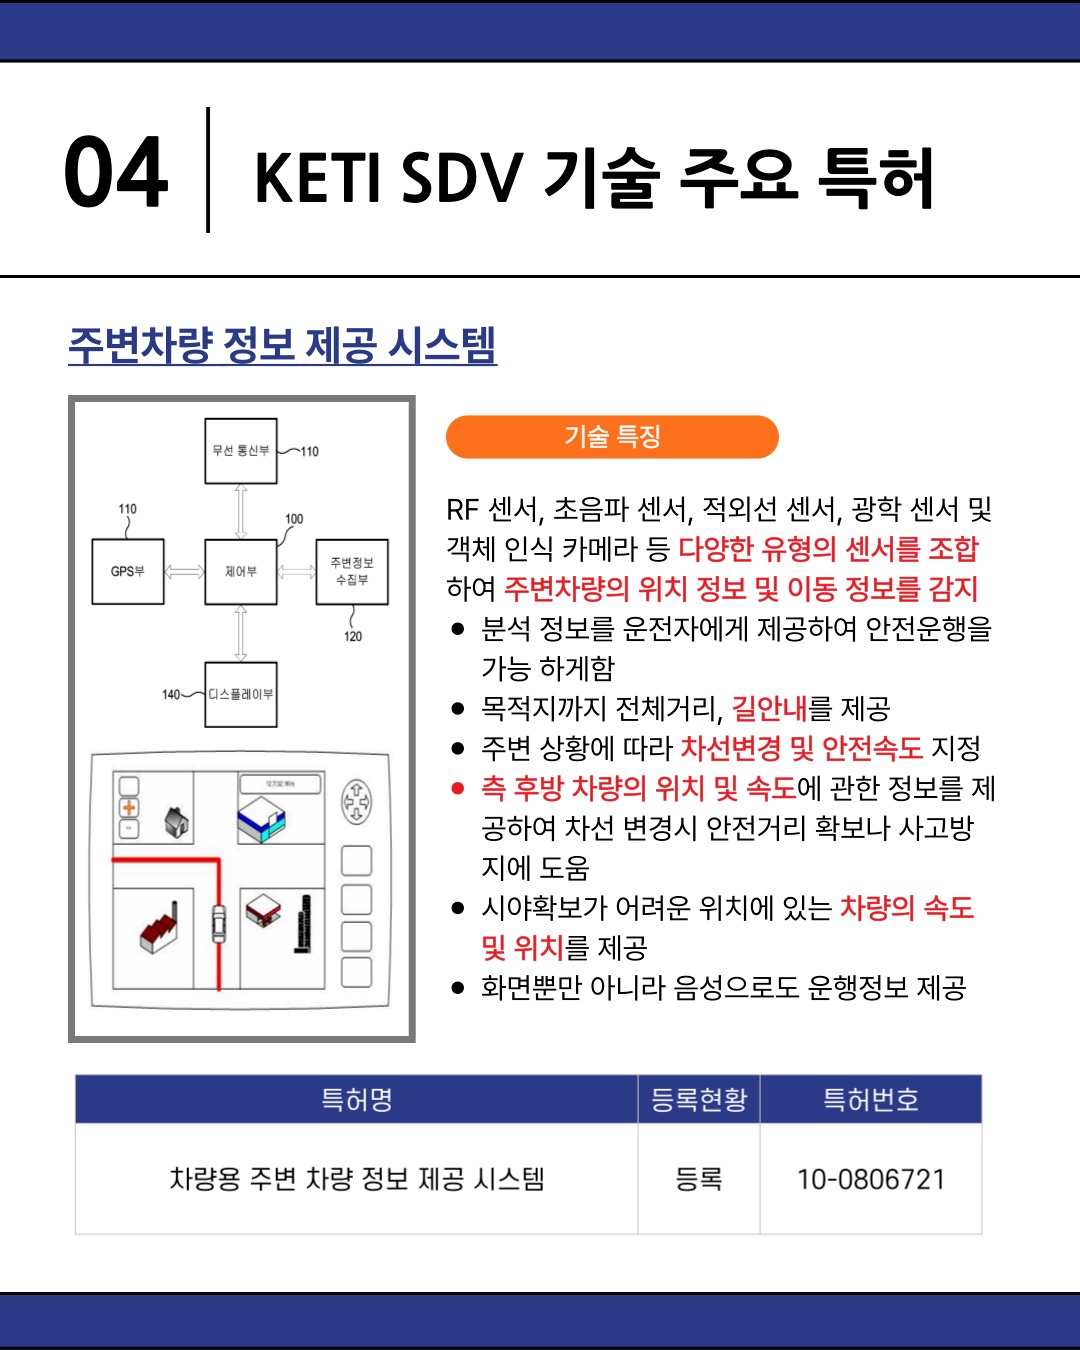 04
KETI SDV 기술 주요 특허
주변차량 정보 제공 시스템
무선 통신부
110
110
100
GPS부
제어부
주변정보
수집부
120
140
디스플레이부
기술 특징
RF 센서, 초음파 센서, 적외선 센서, 광학 센서 및
객체 인식 카메라 등 다양한 유형의 센서를 조합
하여 주변차량의 위치 정보 및 이동 정보를 감지
● 분석 정보를 운전자에게 제공하여 안전운행을
가능 하게함
● 목적지까지 전체거리, 길안내를 제공
● 주변 상황에 따라 차선변경 및 안전속도 지정
● 측 후방 차량의 위치 및 속도에 관한 정보를 제
공하여 차선 변경시 안전거리 확보나 사고방
지에 도움
● 시야확보가 어려운 위치에 있는 차량의 속도
및 위치를 제공
● 화면뿐만 아니라 음성으로도 운행정보 제공
특허명 등록현황 특허번호
차량용 주변 차량 정보 제공 시스템 등록 10-0806721